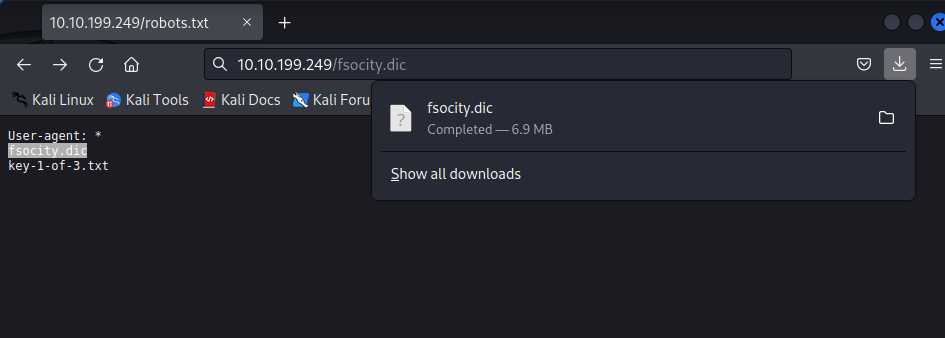 10.10.199.249/robots.txt
10.10.199.249/fsocity.dic
Kali Linux Kali Tools Kali Docs Kali Foru
fsocity.dic
Completed — 6.9 MB
Show all downloads
User-agent: *
fsocity.dic
key-1-of-3.txt